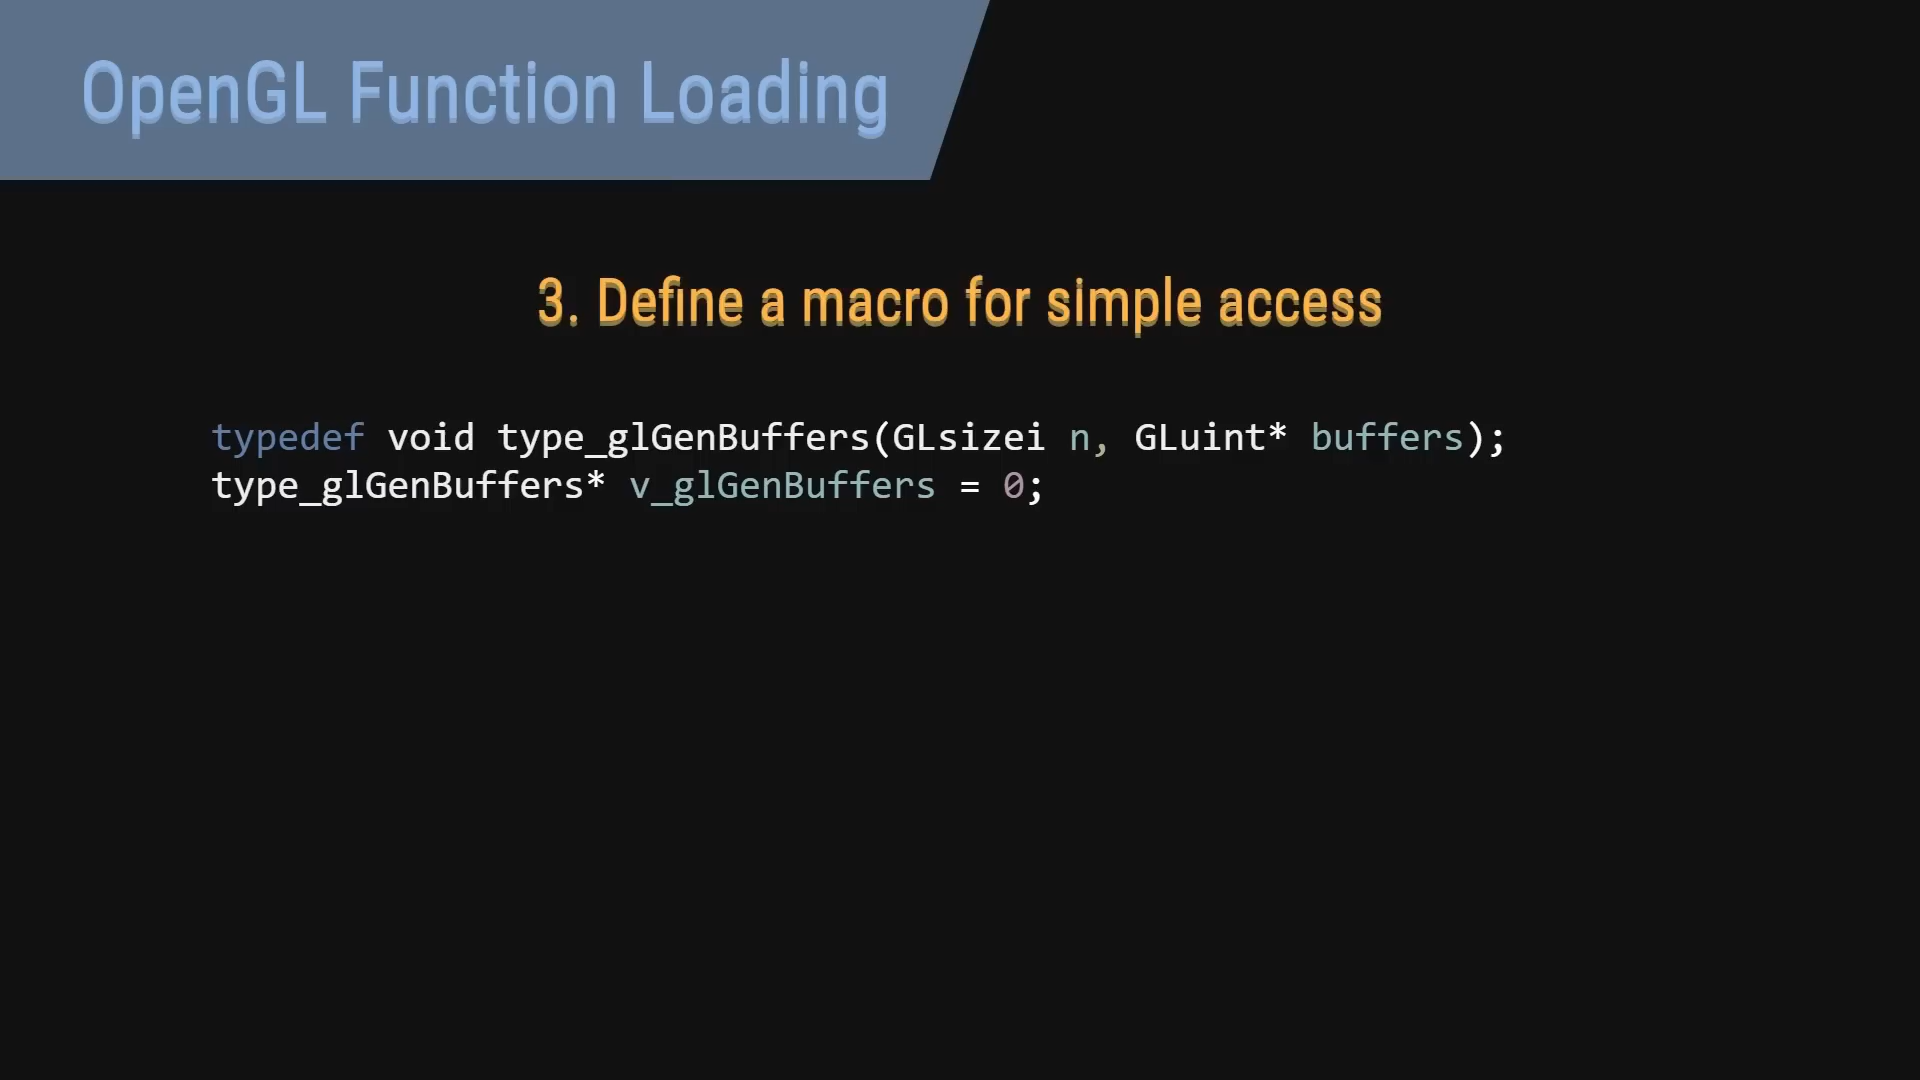 OpenGL Function Loading
3. Define a macro for simple access
typedef void type_glGenBuffers(GLsizei n, GLuint* buffers);
type_glGenBuffers* v_glGenBuffers = 0;